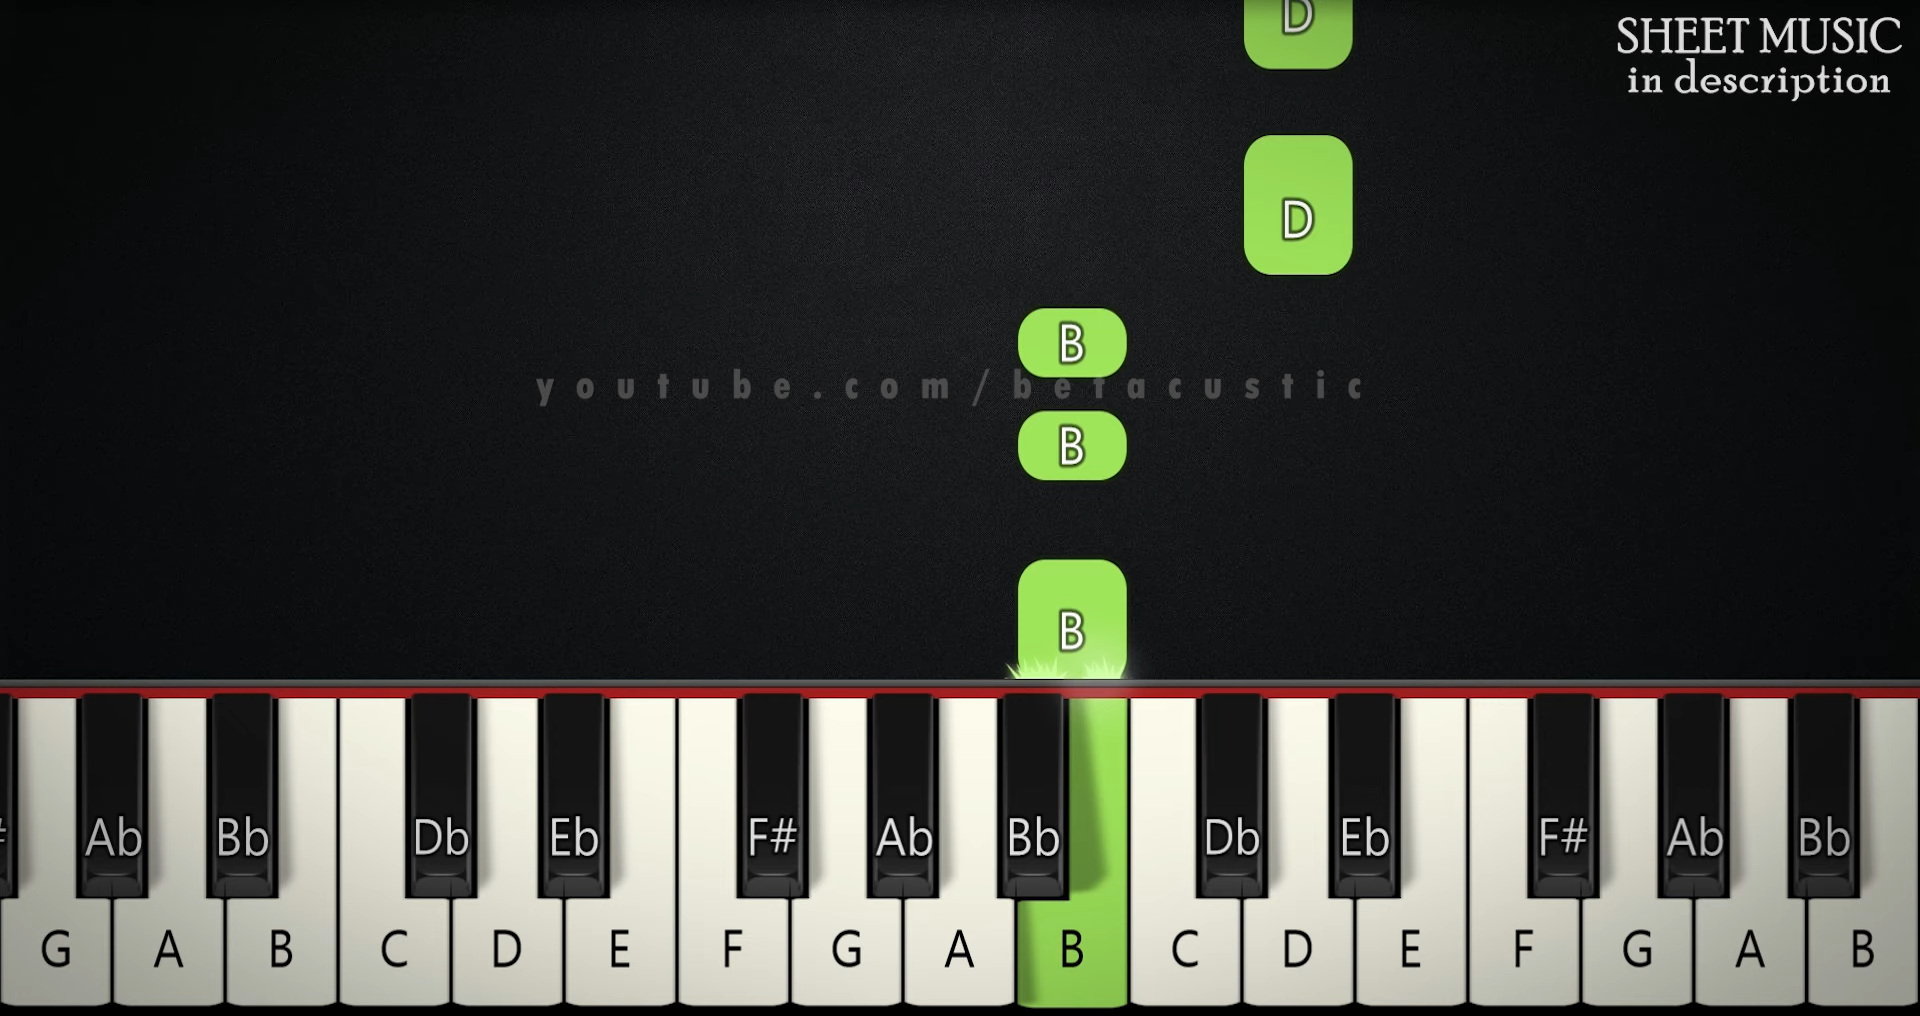 D
SHEET MUSIC
in description
D
B
youtube.com/betacustic
B
B
Ab Bb Db Eb F# Ab Bb Db Eb F# Ab Bb
G A B C D E F G A B C D E F G A B